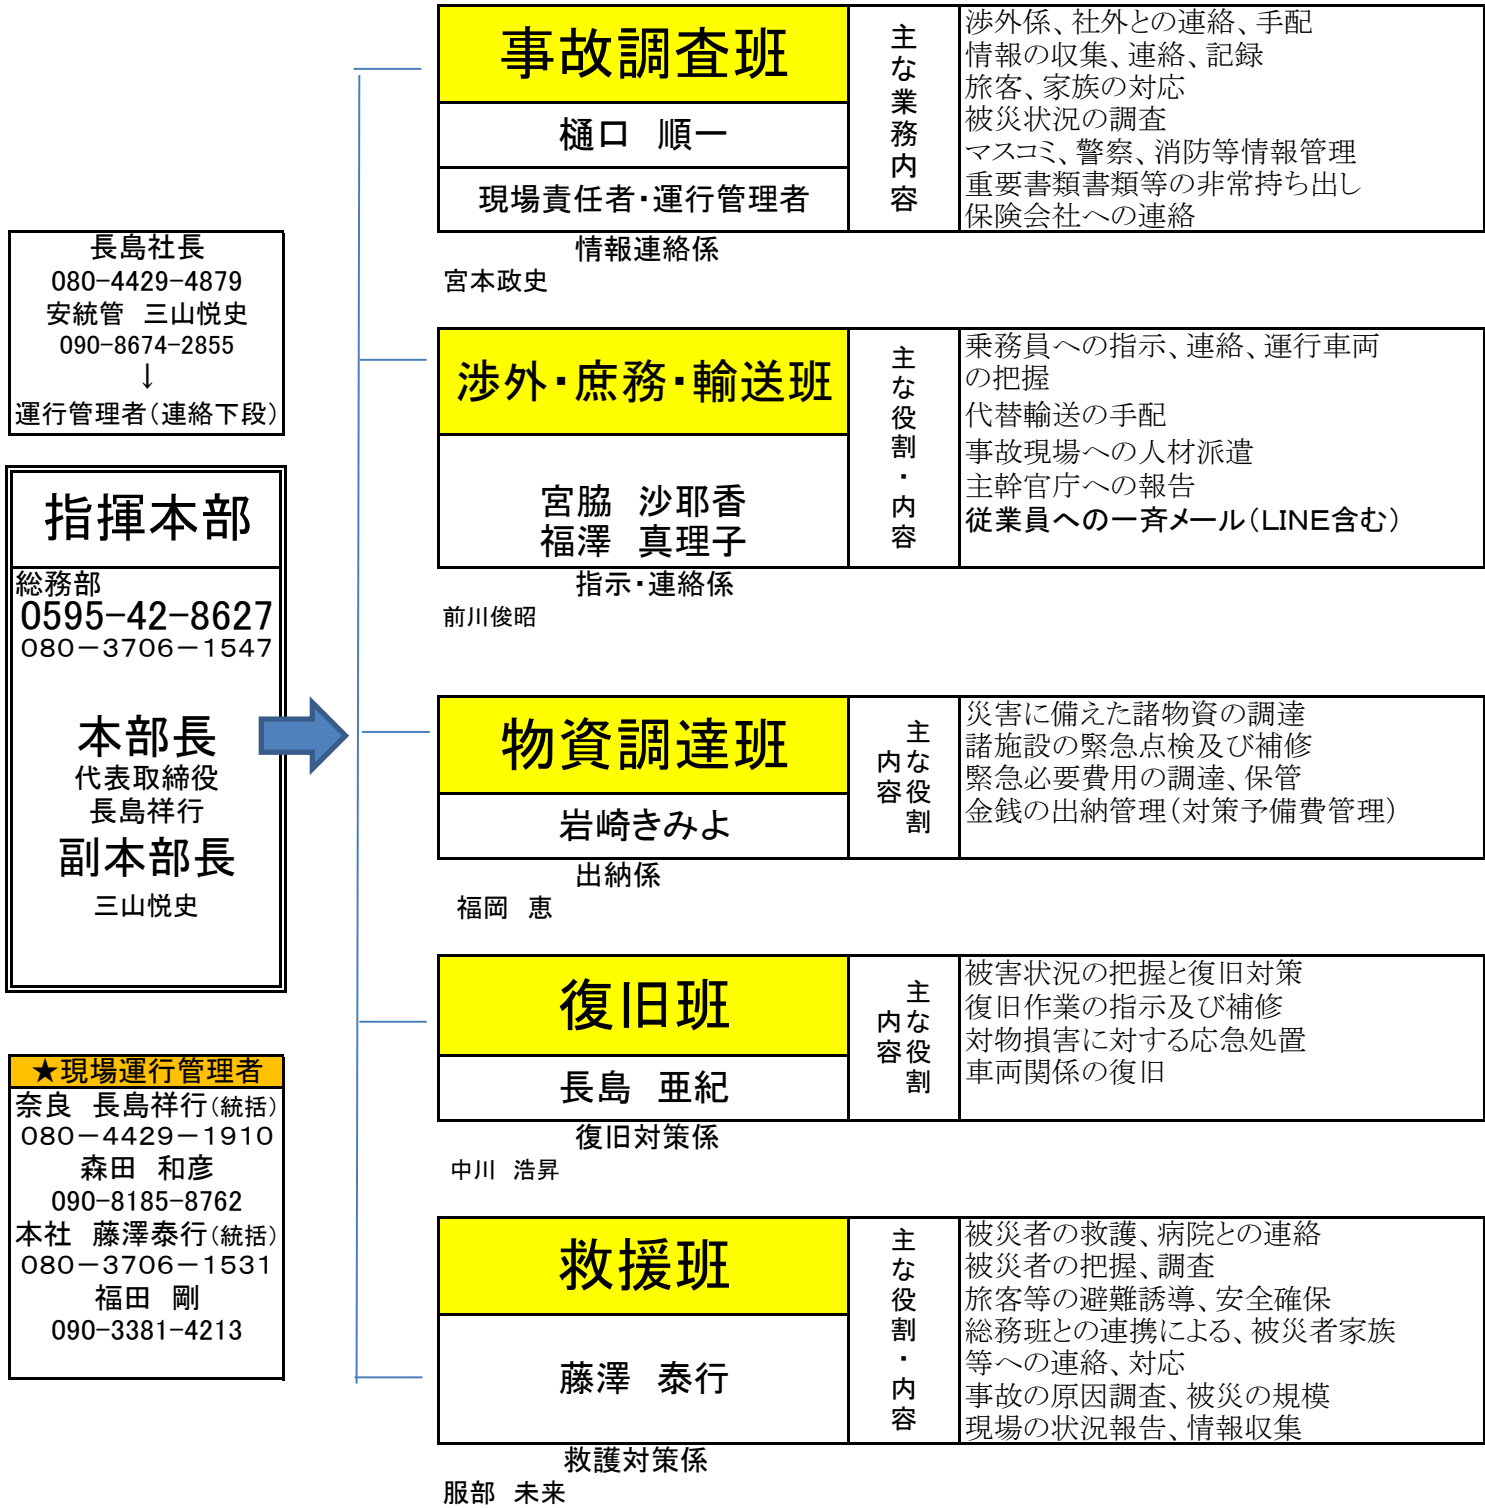 長島社長
080-4429-4879
安統管　三山悦史
090-8674-2855
↓
運行管理者（連絡下段）
指揮本部
総務部
0595-42-8627
０８０－３７０６－１５４７
本部長
代表取締役
長島祥行
副本部長
三山悦史
★現場運行管理者
奈良　長島祥行（統括）
０８０－４４２９－１９１０
森田　和彦
090-8185-8762
本社　藤澤泰行（統括）
０８０－３７０６－１５３１
福田　剛
090-3381-4213
事故調査班
樋口　順一
現場責任者・運行管理者
主な業務内容
渉外係、社外との連絡、手配
情報の収集、連絡、記録
旅客、家族の対応
被災状況の調査
マスコミ、警察、消防等情報管理
重要書類書類等の非常持ち出し
保険会社への連絡
情報連絡係
宮本政史
渉外・庶務・輸送班
宮脇　沙耶香
福澤　真理子
主な役割・内容
乗務員への指示、連絡、運行車両
の把握
代替輸送の手配
事故現場への人材派遣
主幹官庁への報告
従業員への一斉メール（ＬＩＮＥ含む）
指示・連絡係
前川俊昭
物資調達班
岩崎きみよ
主な役割
内容
災害に備えた諸物資の調達
諸施設の緊急点検及び補修
緊急必要費用の調達、保管
金銭の出納管理（対策予備費管理）
出納係
福岡　恵
復旧班
長島　亜紀
主な役割
内容
被害状況の把握と復旧対策
復旧作業の指示及び補修
対物損害に対する応急処置
車両関係の復旧
復旧対策係
中川　浩昇
救援班
藤澤　泰行
主な役割・内容
被災者の救護、病院との連絡
被災者の把握、調査
旅客等の避難誘導、安全確保
総務班との連携による、被災者家族
等への連絡、対応
事故の原因調査、被災の規模
現場の状況報告、情報収集
救護対策係
服部　未来